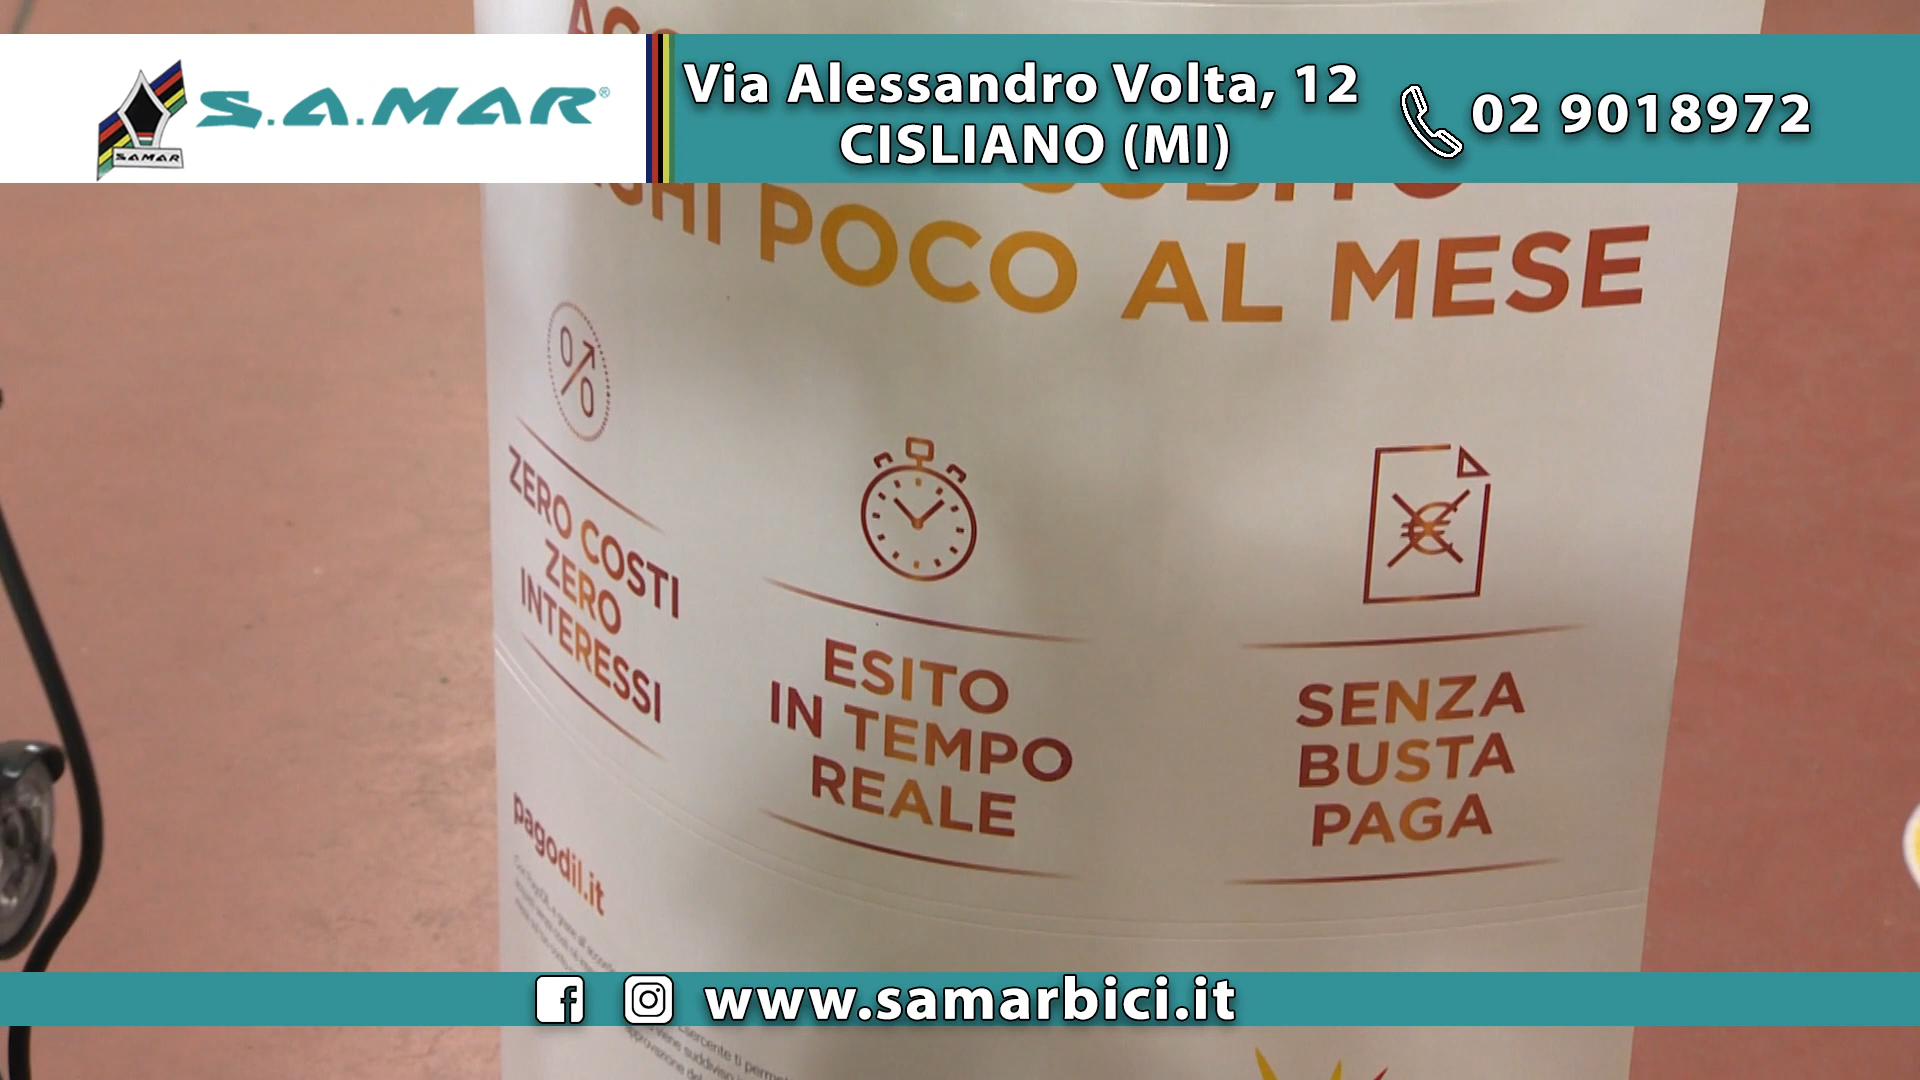 S.A.MAR®
SAMAR
Via Alessandro Volta, 12
CISLIANO (MI)
02 9018972
POCO AL MESE
ZERO COSTI
ZERO
INTERESSI
ESITO
IN TEMPO
REALE
SENZA
BUSTA
PAGA
pagodil.it
www.samarbici.it